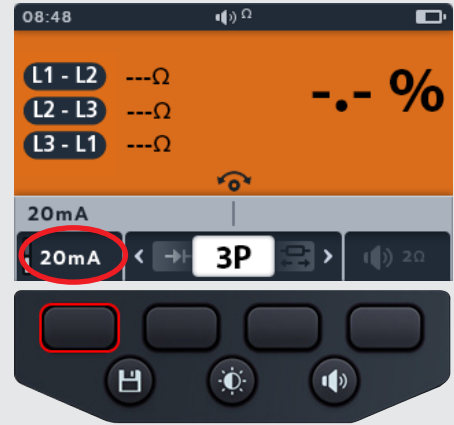 08:48 Ω
L1 - L2 ---Ω
-.- %
L2 - L3 ---Ω
L3 - L1 ---Ω
20mA
20mA < 3P > 2Ω